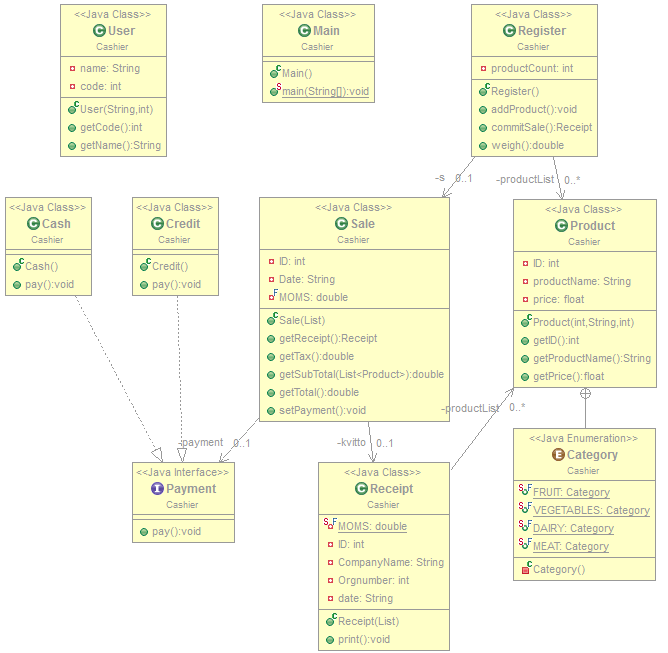 <<Java Class>>
User
Cashier
name: String
code: int
User(String,int)
getCode():int
getName():String
<<Java Class>>
Main
Cashier
Main()
main(String[]):void
<<Java Class>>
Register
Cashier
productCount: int
Register()
addProduct():void
commitSale():Receipt
weigh():double
-s 0..1
-productList 0..*
<<Java Class>>
Cash
Cashier
Cash()
pay():void
<<Java Class>>
Credit
Cashier
Credit()
pay():void
<<Java Class>>
Sale
Cashier
ID: int
Date: String
MOMS: double
Sale(List)
getReceipt():Receipt
getTax():double
getSubTotal(List<Product>):double
getTotal():double
setPayment():void
<<Java Class>>
Product
Cashier
ID: int
productName: String
price: float
Product(int,String,int)
getID():int
getProductName():String
getPrice():float
-productList 0..*
-payment 0..1
-kvitto 0..1
<<Java Interface>>
Payment
Cashier
pay():void
<<Java Class>>
Receipt
Cashier
MOMS: double
ID: int
CompanyName: String
Orgnumber: int
date: String
Receipt(List)
print():void
<<Java Enumeration>>
Category
Cashier
FRUIT: Category
VEGETABLES: Category
DAIRY: Category
MEAT: Category
Category()